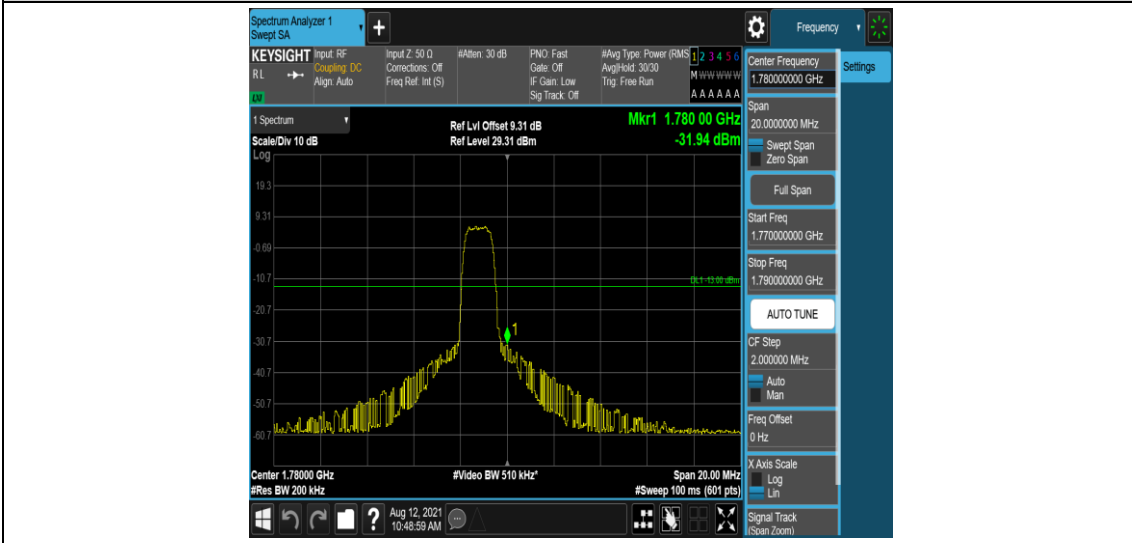 Spectrum Analyzer 1
Swept SA
+
Frequency
KEYSIGHT
Input: RF
Coupling: DC
Align: Auto
RL
LNI
Input Z: 50 Ω
Corrections: Off
Freq Ref: Int (S)
#Atten: 30 dB
PNO: Fast
Gate: Off
IF Gain: Low
Sig Track: Off
#Avg Type: Power (RMS
Avg|Hold: 30/30
Trig: Free Run
1 2 3 4 5 6
M W W W W W
A A A A A A
1 Spectrum
Scale/Div 10 dB
Log
Ref Lvl Offset 9.31 dB
Ref Level 29.31 dBm
Mkr1 1.780 00 GHz
-31.94 dBm
19.3
9.31
-0.69
-10.7
DL1 -13.00 dBm
-20.7
1
-30.7
-40.7
-50.7
-60.7
Center 1.78000 GHz
#Video BW 510 kHz*
Span 20.00 MHz
#Res BW 200 kHz
#Sweep 100 ms (601 pts)
?
Aug 12, 2021
10:48:59 AM
Center Frequency
1.780000000 GHz
Settings
Span
20.0000000 MHz
Swept Span
Zero Span
Full Span
Start Freq
1.770000000 GHz
Stop Freq
1.790000000 GHz
AUTO TUNE
CF Step
2.000000 MHz
Auto
Man
Freq Offset
0 Hz
X Axis Scale
Log
Lin
Signal Track
(Span Zoom)